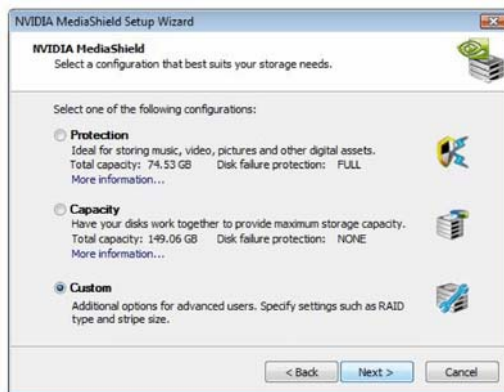 NVIDIA MediaShield Setup Wizard
NVIDIA MediaShield
Select a configuration that best suits your storage needs.
Select one of the following configurations:
Protection
Ideal for storing music, video, pictures and other digital assets.
Total capacity: 74.53 GB Disk failure protection: FULL
More information...
Capacity
Have your disks work together to provide maximum storage capacity.
Total capacity: 149.06 GB Disk failure protection: NONE
More information...
Custom
Additional options for advanced users. Specify settings such as RAID
type and stripe size.
< Back Next > Cancel